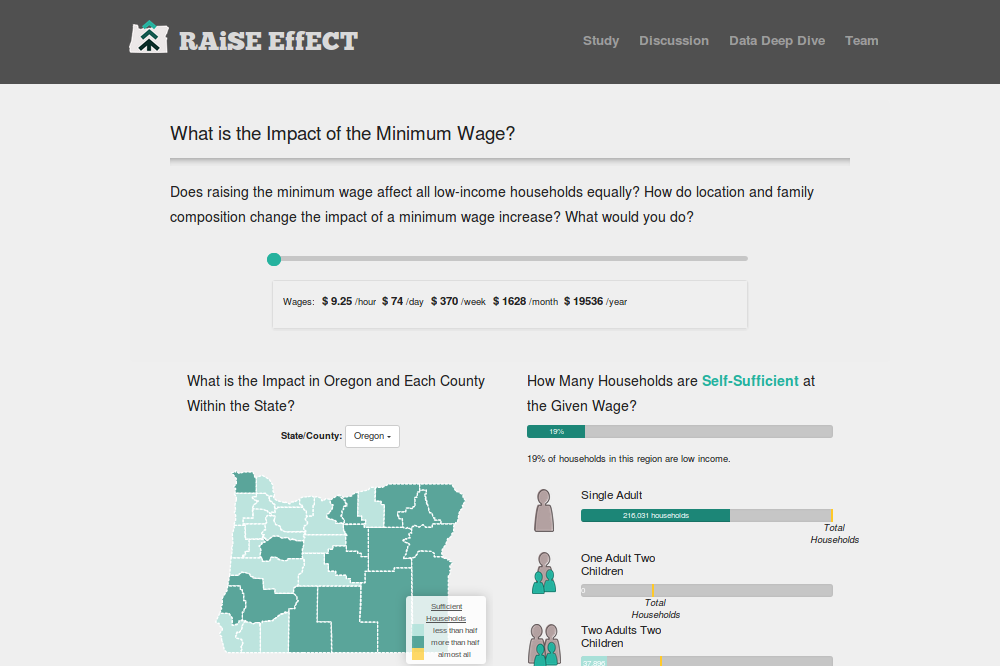 RAiSE EffECT
Study Discussion Data Deep Dive Team
What is the Impact of the Minimum Wage?
Does raising the minimum wage affect all low-income households equally? How do location and family
composition change the impact of a minimum wage increase? What would you do?
Wages: $ 9.25 /hour $ 74 /day $ 370 /week $ 1628 /month $ 19536 /year
What is the Impact in Oregon and Each County
Within the State?
State/County: Oregon
Sufficient
Households
less than half
more than half
almost all
How Many Households are Self-Sufficient at
the Given Wage?
19%
19% of households in this region are low income.
Single Adult
216,031 households
Total
Households
One Adult Two
Children
0
Total
Households
Two Adults Two
Children
37,895